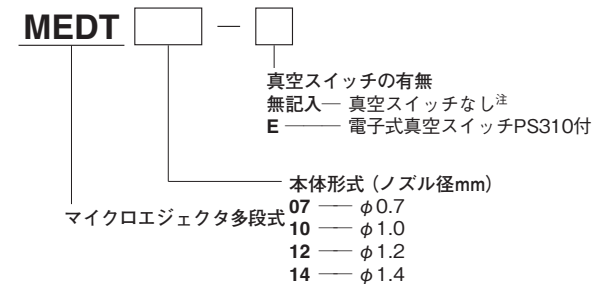 MEDT －
真空スイッチの有無
無記入― 真空スイッチなし注
E ――― 電子式真空スイッチPS310付
本体形式（ノズル径mm）
マイクロエジェクタ多段式
07 ―― φ0.7
10 ―― φ1.0
12 ―― φ1.2
14 ―― φ1.4